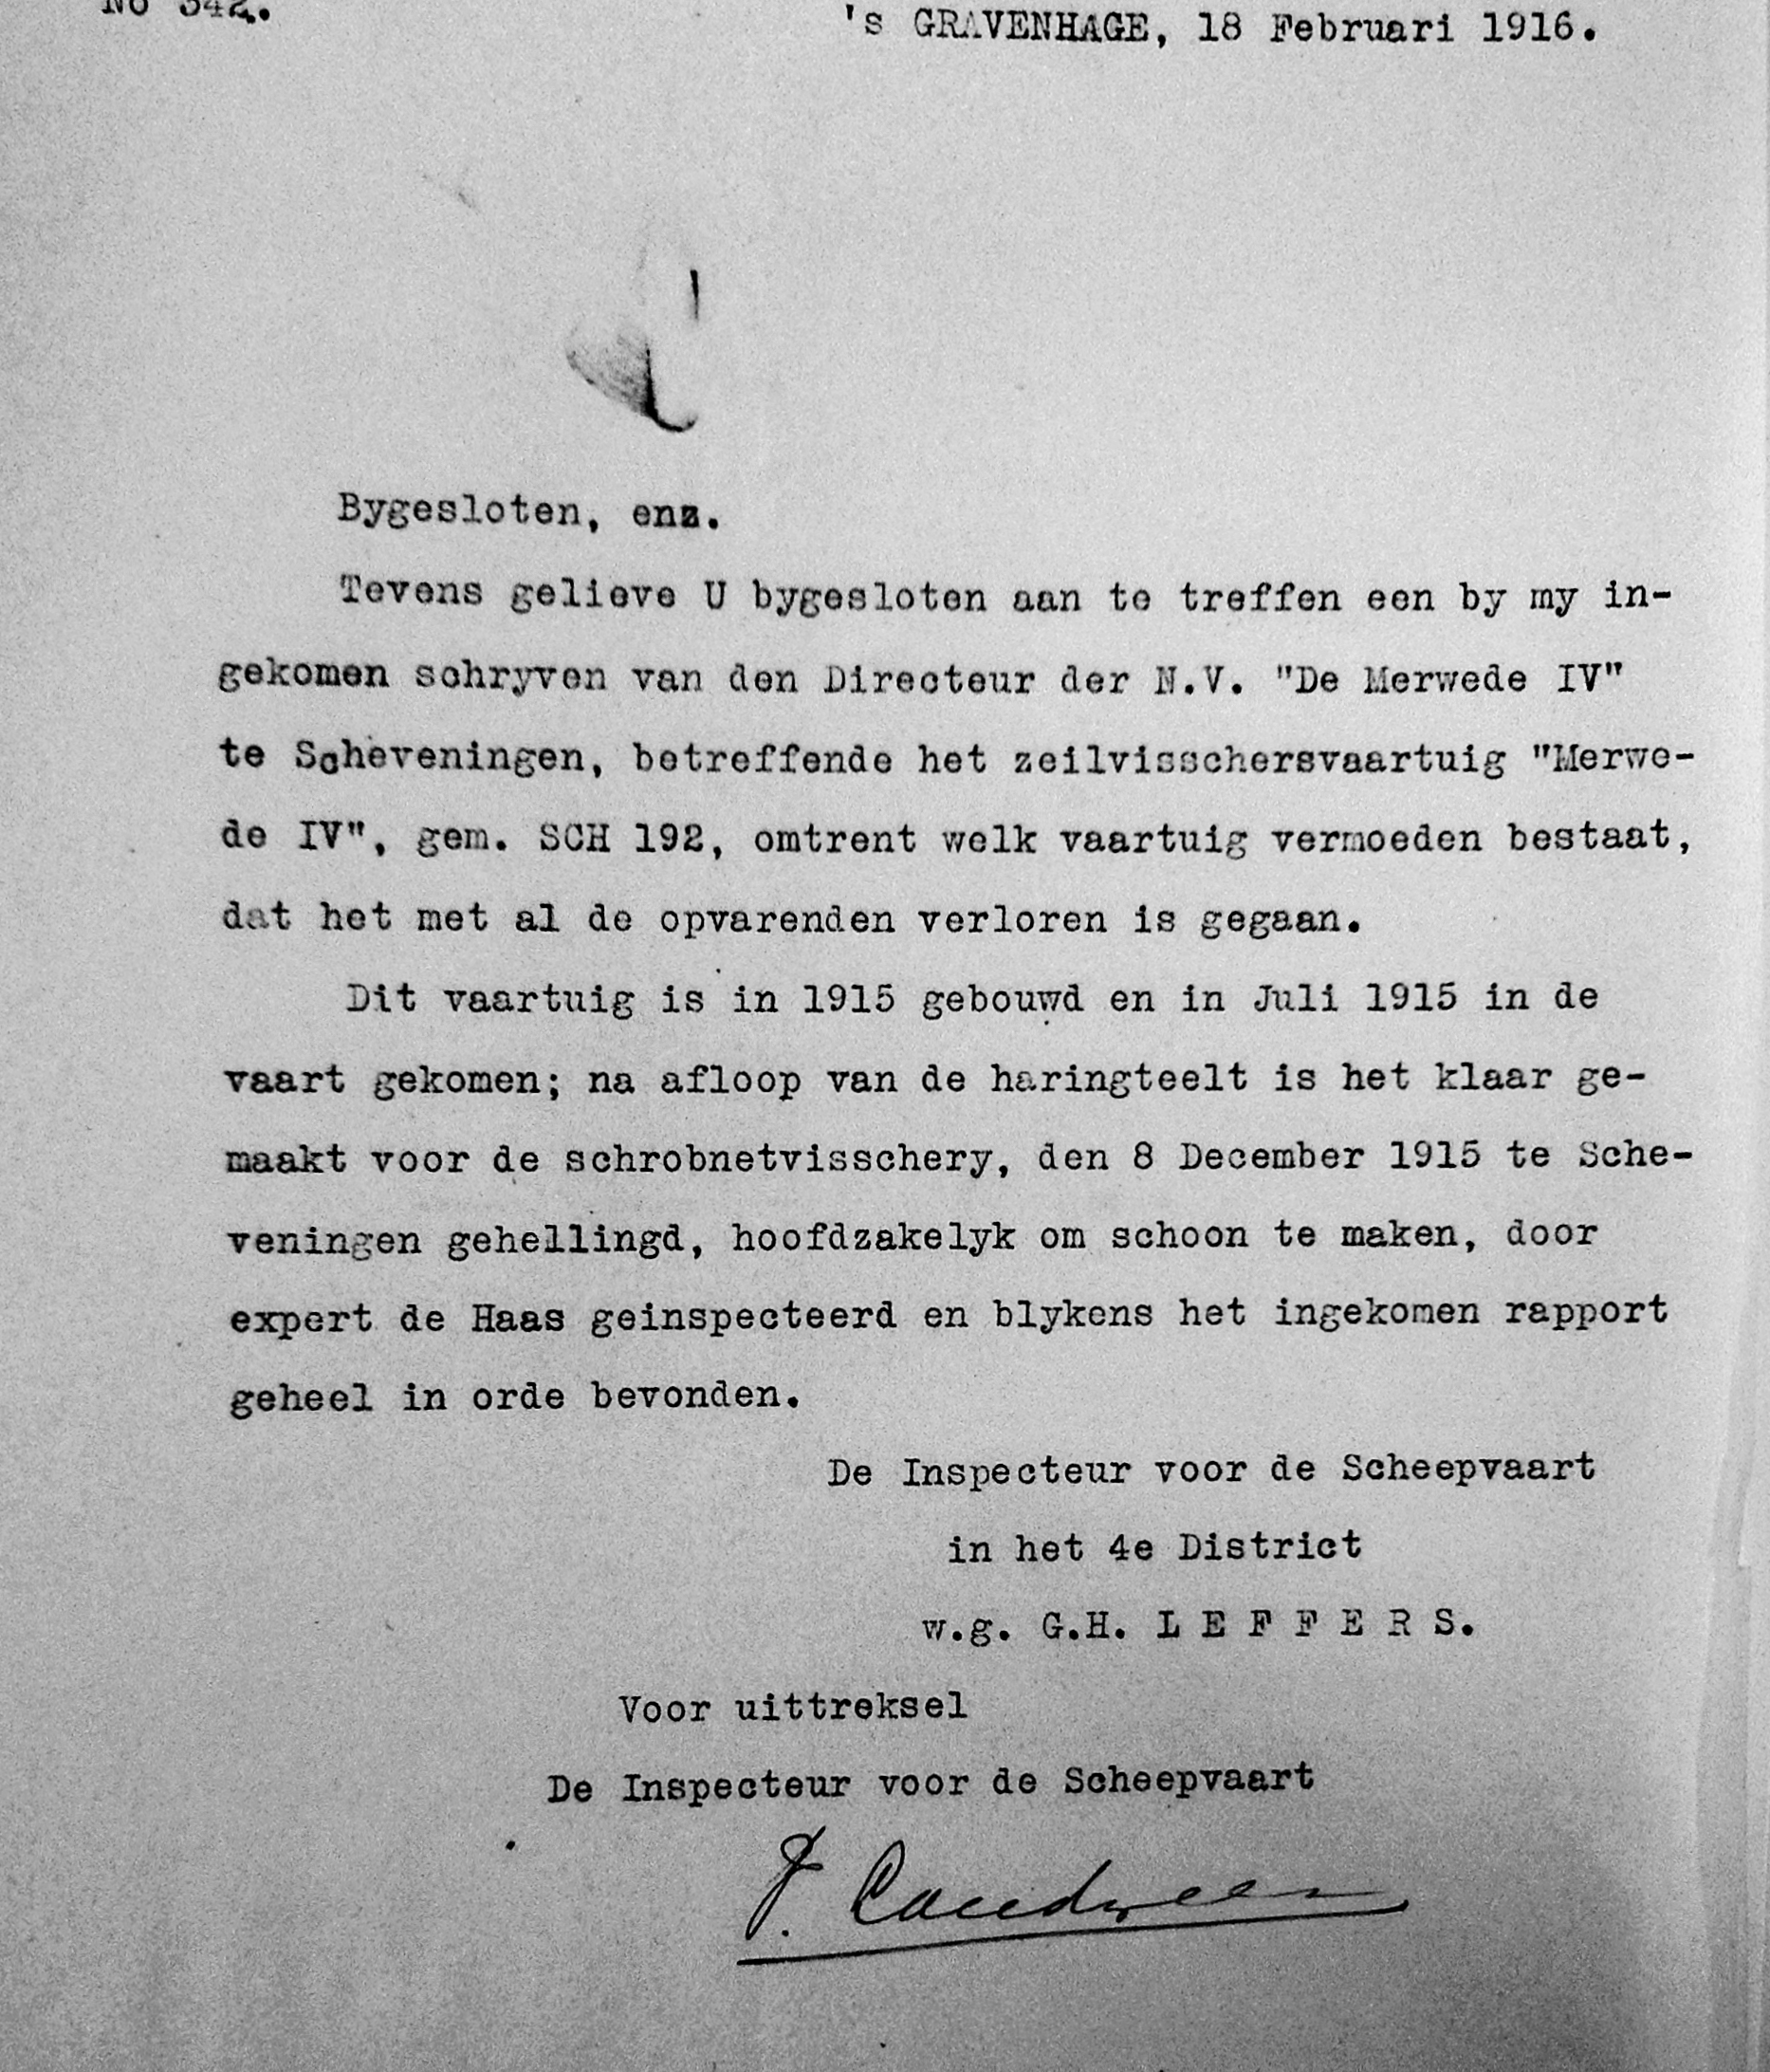 No 342.
's GRAVENHAGE, 18 Februari 1916.
Bygesloten, enz.
Tevens gelieve U bygesloten aan te treffen een by my in-
gekomen schryven van den Directeur der N.V. "De Merwede IV"
te Scheveningen, betreffende het zeilvisschersvaartuig "Merwe-
de IV", gem. SCH 192, omtrent welk vaartuig vermoeden bestaat,
dat het met al de opvarenden verloren is gegaan.
Dit vaartuig is in 1915 gebouwd en in Juli 1915 in de
vaart gekomen; na afloop van de haringteelt is het klaar ge-
maakt voor de schrobnetvisschery, den 8 December 1915 te Sche-
veningen gehellingd, hoofdzakelyk om schoon te maken, door
expert de Haas geinspecteerd en blykens het ingekomen rapport
geheel in orde bevonden.
De Inspecteur voor de Scheepvaart
in het 4e District
w.g. G.H. L E F F E R S.
Voor uittreksel
De Inspecteur voor de Scheepvaart